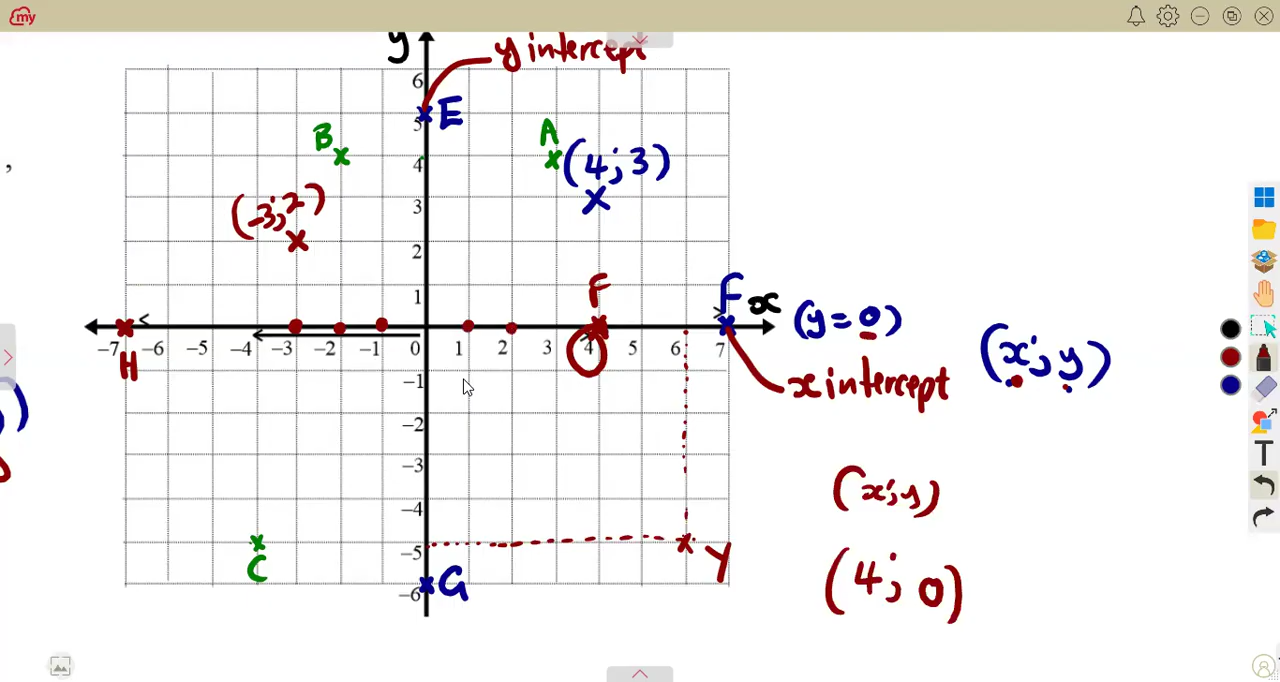 my
y
y intercept
6
E
5
B
A
4
(4; 3)
,
(-3; 2)
3
2
F
F
x
(y = 0)
1
(x; y)
-7 -6 -5 -4 -3 -2 -1 0 1 2 3 4 5 6 7
H
x intercept
-1
-2
-3
(x; y)
-4
-5
Y
C
(4; 0)
G
-6
T